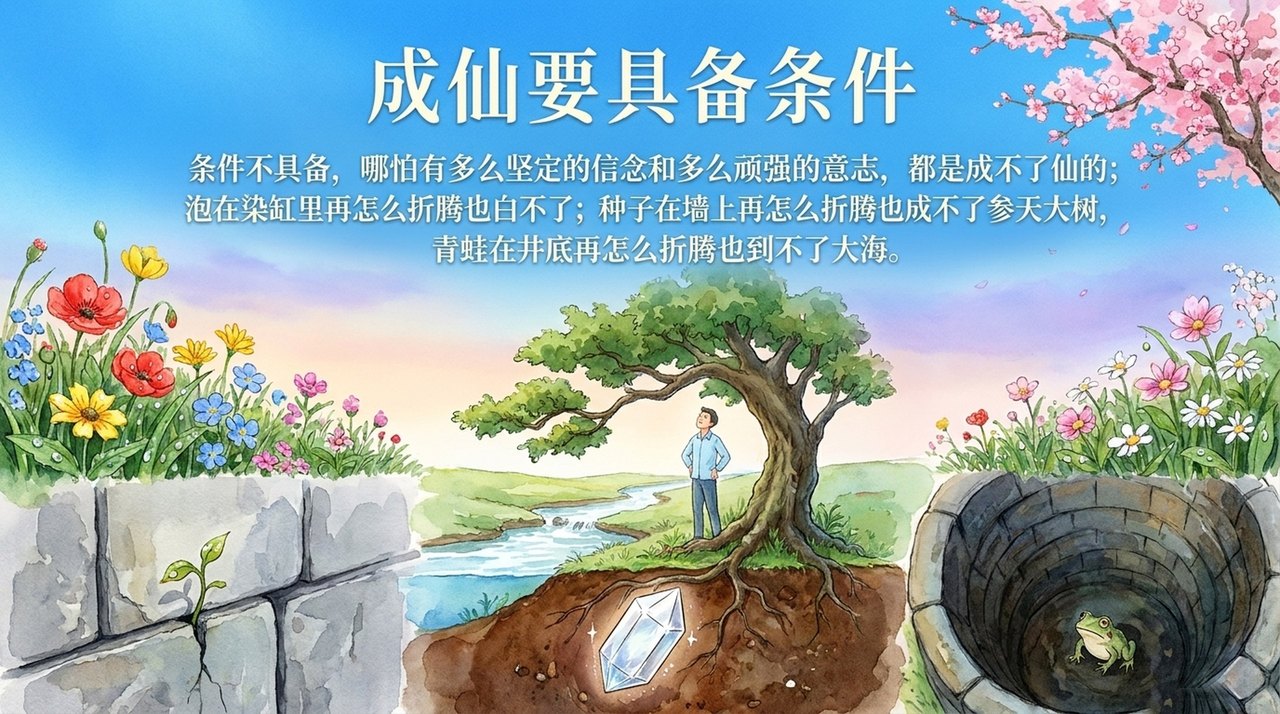 成仙要具备条件
条件不具备，哪怕有多么坚定的信念和多么顽强的意志，都是成不了仙的；
泡在染缸里再怎么折腾也白不了；种子在墙上再怎么折腾也成不了参天大树，
青蛙在井底再怎么折腾也到不了大海。